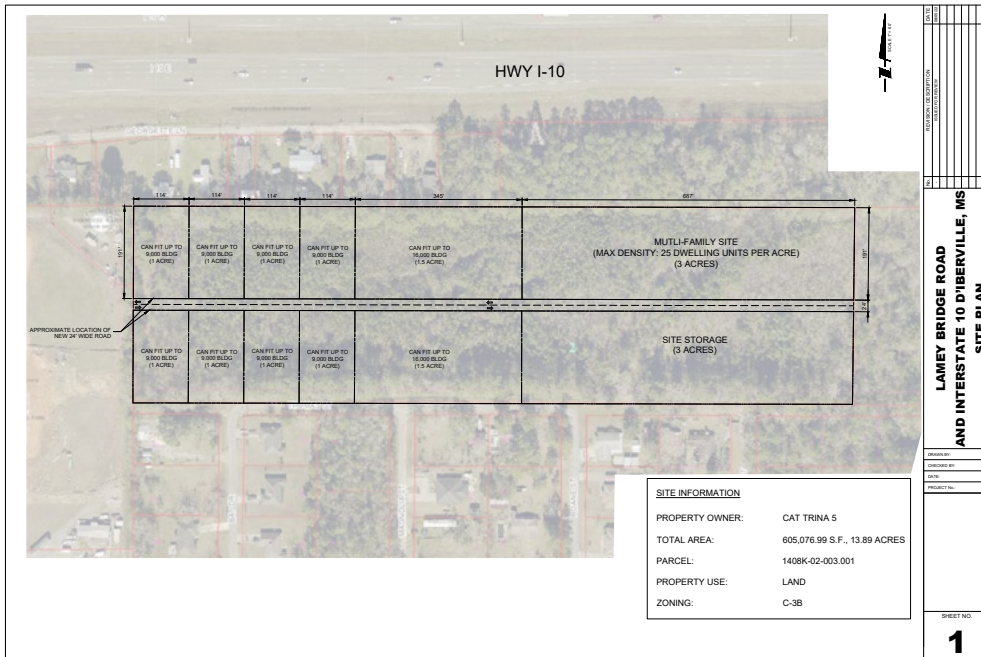 HWY I-10
114'
114'
114'
114'
345'
687'
191'
CAN FIT UP TO
9,000 BLDG
(1 ACRE)
CAN FIT UP TO
9,000 BLDG
(1 ACRE)
CAN FIT UP TO
9,000 BLDG
(1 ACRE)
CAN FIT UP TO
9,000 BLDG
(1 ACRE)
CAN FIT UP TO
16,000 BLDG
(1.5 ACRE)
MUTLI-FAMILY SITE
(MAX DENSITY: 25 DWELLING UNITS PER ACRE)
(3 ACRES)
191'
24'
APPROXIMATE LOCATION OF
NEW 24' WIDE ROAD
CAN FIT UP TO
9,000 BLDG
(1 ACRE)
CAN FIT UP TO
9,000 BLDG
(1 ACRE)
CAN FIT UP TO
9,000 BLDG
(1 ACRE)
CAN FIT UP TO
9,000 BLDG
(1 ACRE)
CAN FIT UP TO
16,000 BLDG
(1.5 ACRE)
SITE STORAGE
(3 ACRES)
SITE INFORMATION
PROPERTY OWNER: CAT TRINA 5
TOTAL AREA: 605,076.99 S.F., 13.89 ACRES
PARCEL: 1408K-02-003.001
PROPERTY USE: LAND
ZONING: C-3B
No.
REVISION / DESCRIPTION
DATE
LAMEY BRIDGE ROAD
AND INTERSTATE 10 D'IBERVILLE, MS
SITE PLAN
DRAWN BY:
CHECKED BY:
DATE:
PROJECT No.:
SHEET NO.
1